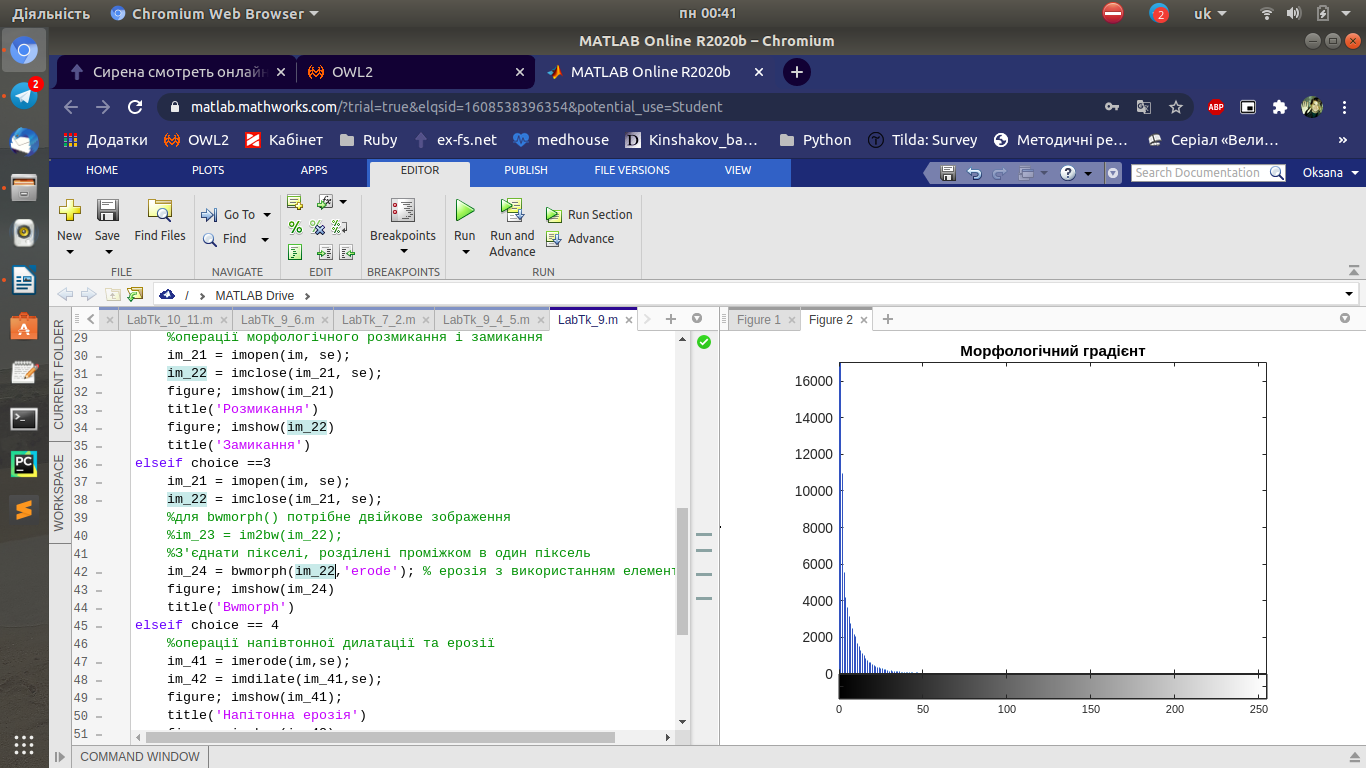 Діяльність
Chromium Web Browser
пн 00:41
2
uk
MATLAB Online R2020b – Chromium
2
Сирена смотреть онлайн
OWL2
MATLAB Online R2020b
matlab.mathworks.com/?trial=true&elqsid=1608538396354&potential_use=Student
ABP
Додатки
OWL2
Кабінет
Ruby
ex-fs.net
medhouse
Kinshakov_ba…
Python
Tilda: Survey
Методичні ре…
Серіал «Вели…
»
HOME
PLOTS
APPS
EDITOR
PUBLISH
FILE VERSIONS
VIEW
Search Documentation
Oksana
New
Save
Find Files
Go To
Find
Breakpoints
Run
Run and
Advance
Run Section
Advance
FILE
NAVIGATE
EDIT
BREAKPOINTS
RUN
/ › MATLAB Drive ›
CURRENT FOLDER
WORKSPACE
LabTk_10_11.m
LabTk_9_6.m
LabTk_7_2.m
LabTk_9_4_5.m
LabTk_9.m
29 %операції морфологічного розмикання і замикання
30 – im_21 = imopen(im, se);
31 – im_22 = imclose(im_21, se);
32 – figure; imshow(im_21)
33 – title('Розмикання')
34 – figure; imshow(im_22)
35 – title('Замикання')
36 – elseif choice ==3
37 – im_21 = imopen(im, se);
38 – im_22 = imclose(im_21, se);
39 – %для bwmorph() потрібне двійкове зображення
40 – %im_23 = im2bw(im_22);
41 – %З'єднати пікселі, розділені проміжком в один піксель
42 – im_24 = bwmorph(im_22,'erode'); % ерозія з використанням елемент
43 – figure; imshow(im_24)
44 – title('Bwmorph')
45 – elseif choice == 4
46 – %операції напівтонної дилатації та ерозії
47 – im_41 = imerode(im,se);
48 – im_42 = imdilate(im_41,se);
49 – figure; imshow(im_41);
50 – title('Напітонна ерозія')
51 –
Figure 1
Figure 2
Морфологічний градієнт
16000
14000
12000
10000
8000
6000
4000
2000
0
0 50 100 150 200 250
COMMAND WINDOW